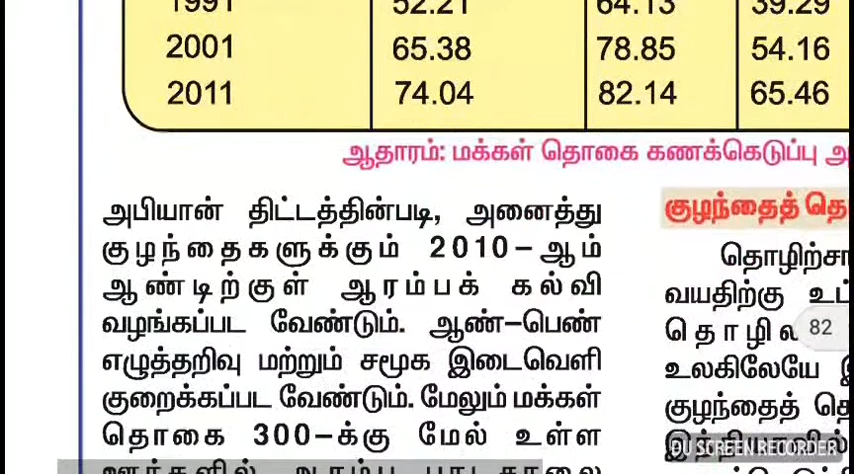 1991 52.21 64.13 39.29
2001 65.38 78.85 54.16
2011 74.04 82.14 65.46
ஆதாரம்: மக்கள் தொகை கணக்கெடுப்பு அ
அபியான் திட்டத்தின்படி, அனைத்து
குழந்தைகளுக்கும் 2010-ஆம்
ஆண்டிற்குள் ஆரம்பக் கல்வி
வழங்கப்பட வேண்டும். ஆண்-பெண்
எழுத்தறிவு மற்றும் சமூக இடைவெளி
குறைக்கப்பட வேண்டும். மேலும் மக்கள்
தொகை 300-க்கு மேல் உள்ள
குழந்தைத் தொ
தொழிற்சா
வயதிற்கு உட்
தொழில
82
உலகிலேயே இ
குழந்தைத் தொ
இந்தியாவில்
DU SCREEN RECORDER